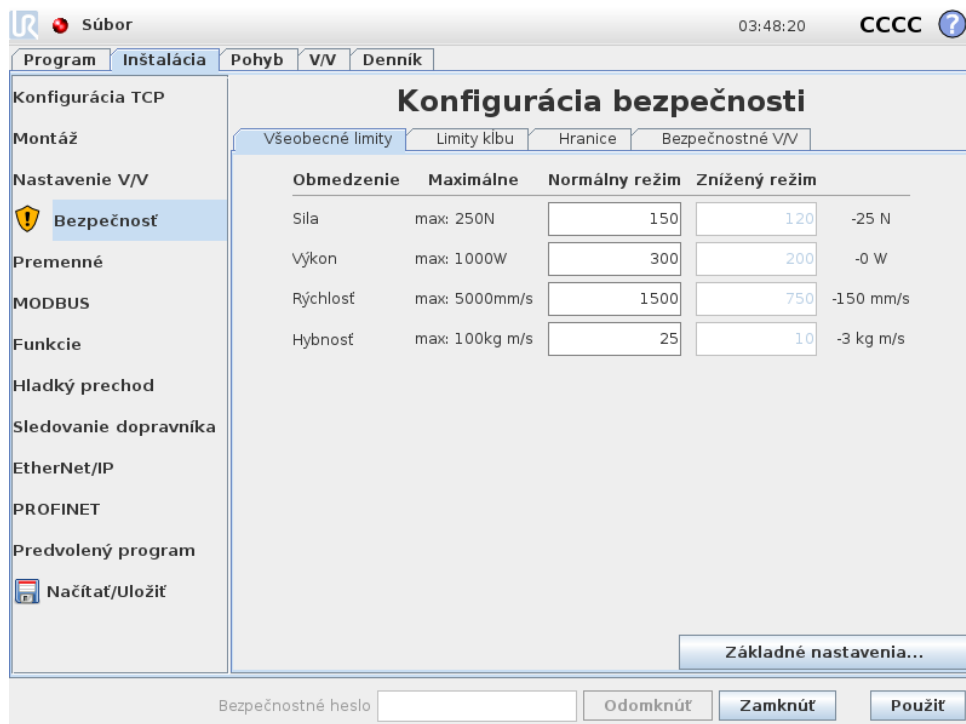 UR Súbor 03:48:20 CCCC ?
Program Inštalácia Pohyb V/V Denník
Konfigurácia TCP
Montáž
Nastavenie V/V
Bezpečnosť
Premenné
MODBUS
Funkcie
Hladký prechod
Sledovanie dopravníka
EtherNet/IP
PROFINET
Predvolený program
Načítať/Uložiť
Konfigurácia bezpečnosti
Všeobecné limity Limity kĺbu Hranice Bezpečnostné V/V
Obmedzenie Maximálne Normálny režim Znížený režim
Sila max: 250N 150 120 -25 N
Výkon max: 1000W 300 200 -0 W
Rýchlosť max: 5000mm/s 1500 750 -150 mm/s
Hybnosť max: 100kg m/s 25 10 -3 kg m/s
Základné nastavenia...
Bezpečnostné heslo Odomknúť Zamknúť Použiť